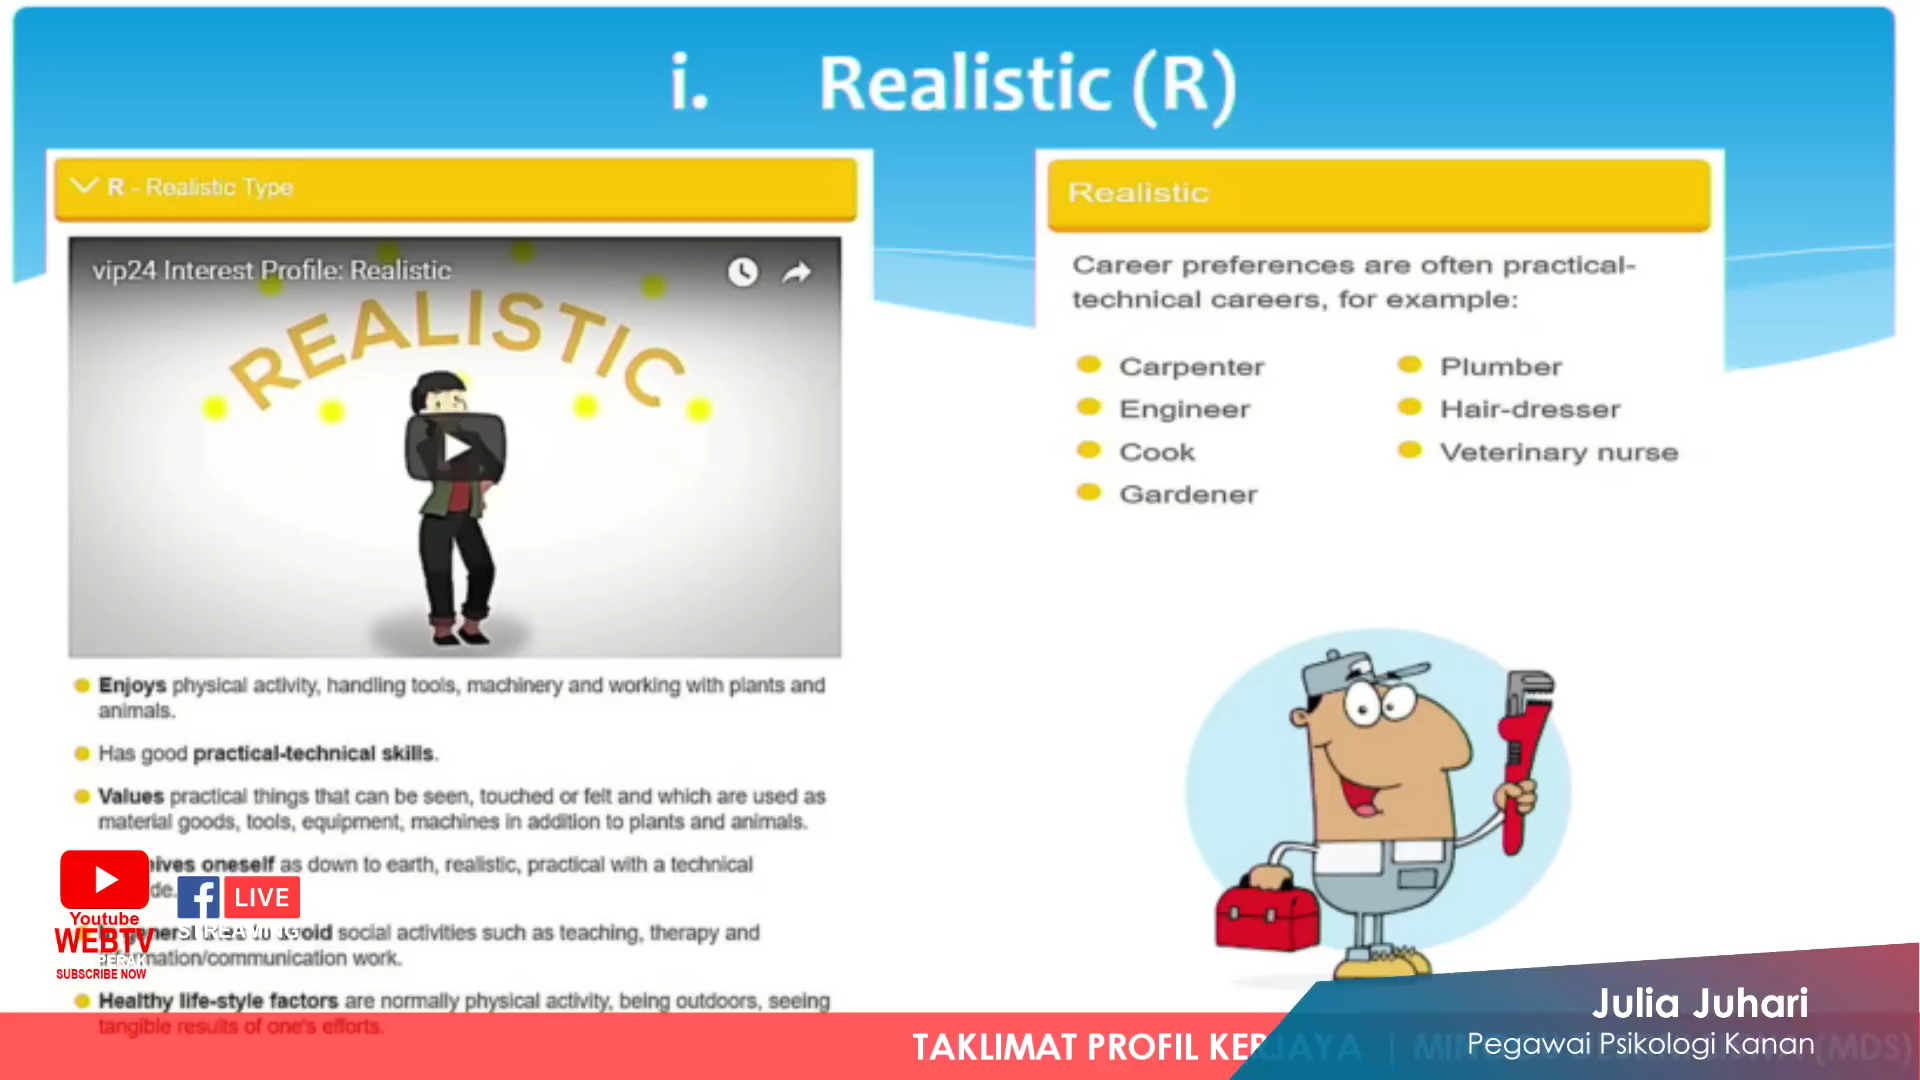 i. Realistic (R)
R - Realistic Type
vip24 Interest Profile: Realistic
REALISTIC
Enjoys physical activity, handling tools, machinery and working with plants and
animals.
Has good practical-technical skills.
Values practical things that can be seen, touched or felt and which are used as
material goods, tools, equipment, machines in addition to plants and animals.
oneself as down to earth, realistic, practical with a technical
avoid social activities such as teaching, therapy and
work.
Healthy life-style factors are normally physical activity, being outdoors, seeing
tangible results of one's efforts.
Realistic
Career preferences are often practical-
technical careers, for example:
Carpenter
Engineer
Cook
Gardener
Plumber
Hair-dresser
Veterinary nurse
Youtube
WEBTV
PERAK
SUBSCRIBE NOW
f LIVE
STREAMING
TAKLIMAT PROFIL KERJAYA | (MDS)
Julia Juhari
Pegawai Psikologi Kanan